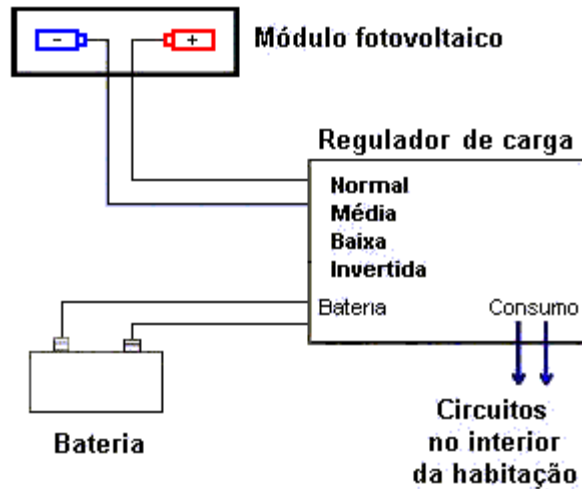 - +
Módulo fotovoltaico
Regulador de carga
Normal
Média
Baixa
Invertida
Bateria Consumo
Bateria
Circuitos
no interior
da habitação